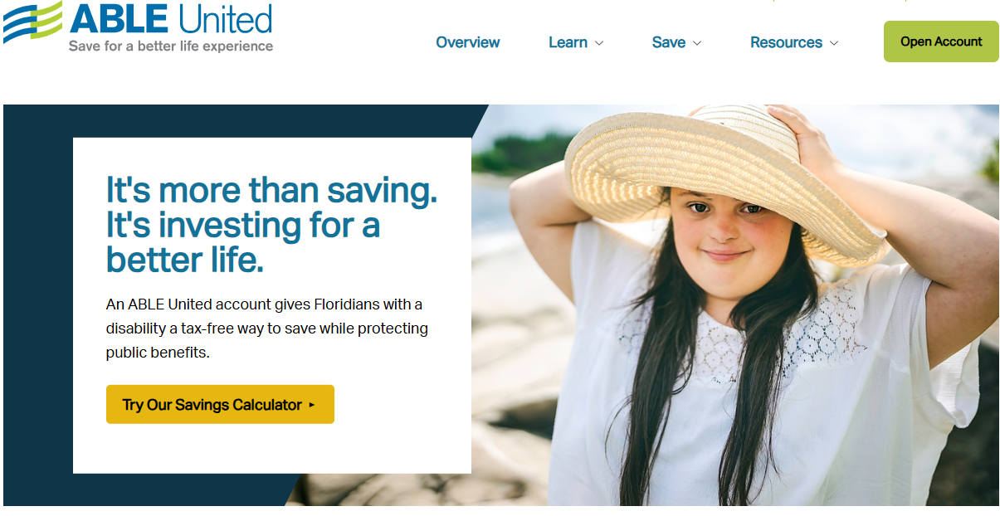 ABLE United
Save for a better life experience
Overview
Learn
Save
Resources
Open Account
It's more than saving.
It's investing for a
better life.
An ABLE United account gives Floridians with a
disability a tax-free way to save while protecting
public benefits.
Try Our Savings Calculator